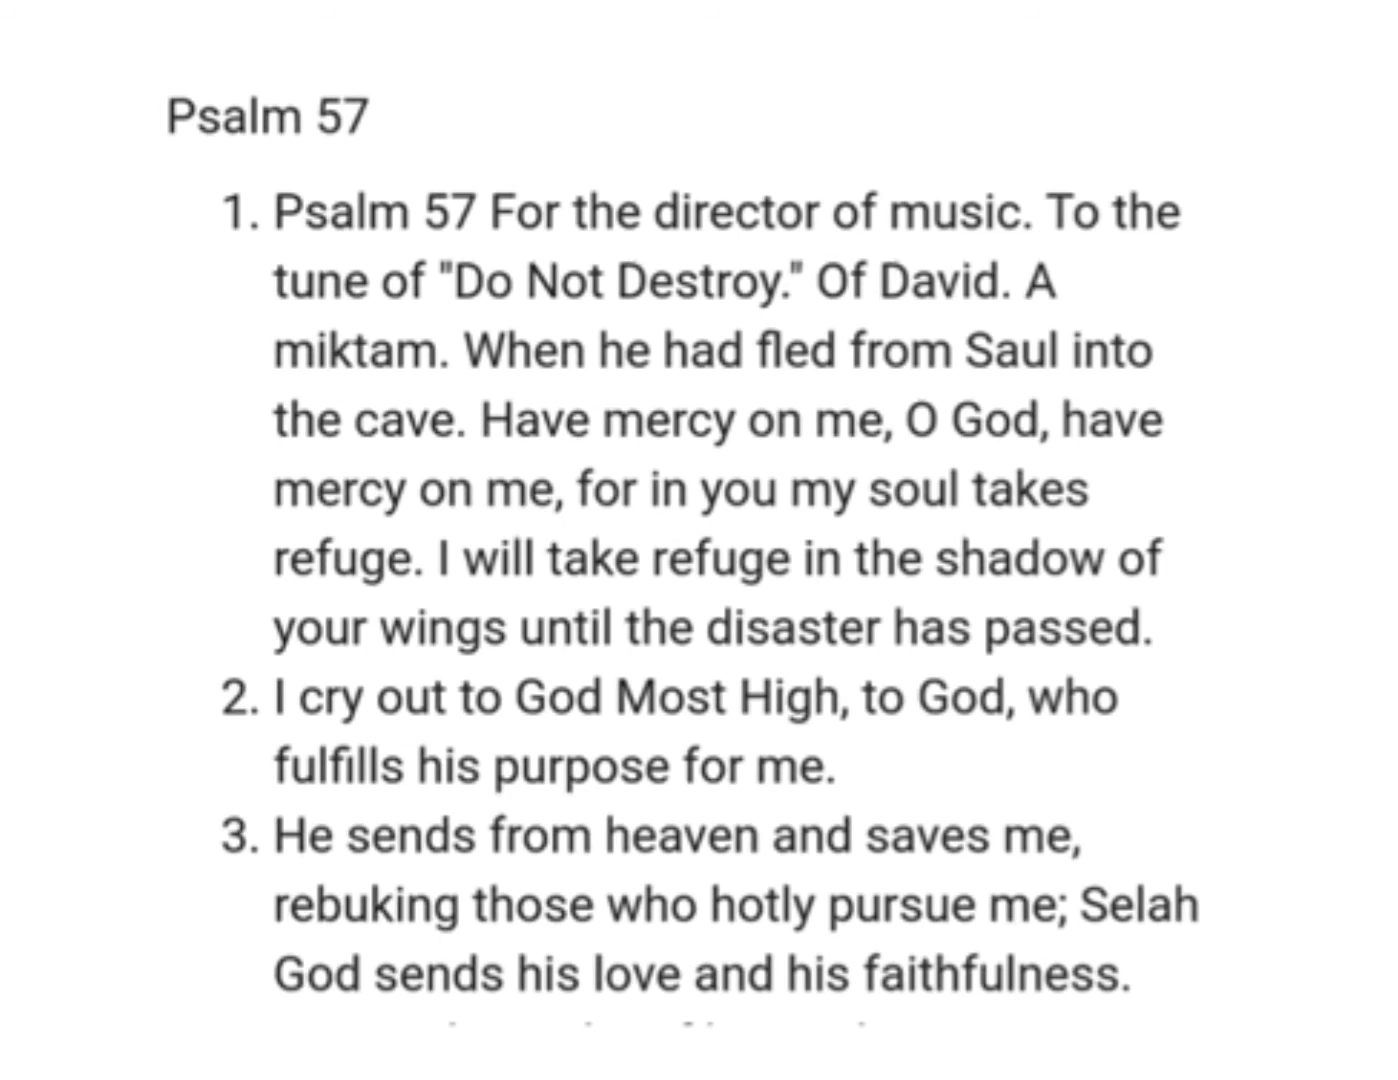 Psalm 57
1. Psalm 57 For the director of music. To the
tune of "Do Not Destroy." Of David. A
miktam. When he had fled from Saul into
the cave. Have mercy on me, O God, have
mercy on me, for in you my soul takes
refuge. I will take refuge in the shadow of
your wings until the disaster has passed.
2. I cry out to God Most High, to God, who
fulfills his purpose for me.
3. He sends from heaven and saves me,
rebuking those who hotly pursue me; Selah
God sends his love and his faithfulness.